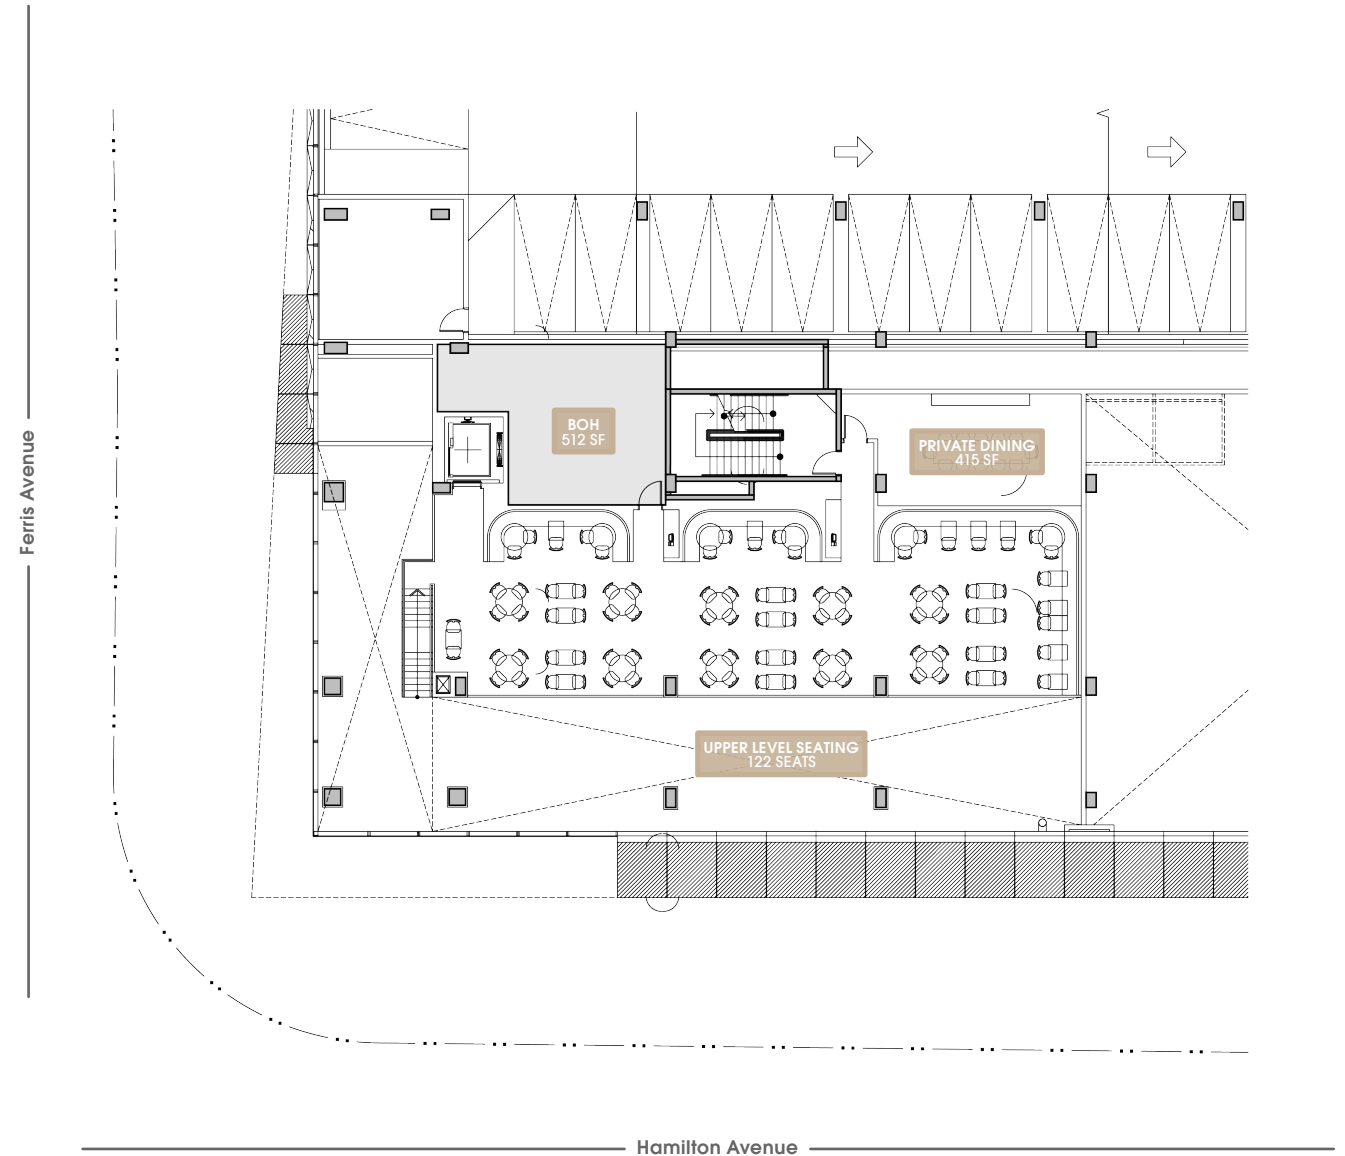 Ferris Avenue
BOH
512 SF
PRIVATE DINING
415 SF
UPPER LEVEL SEATING
122 SEATS
Hamilton Avenue